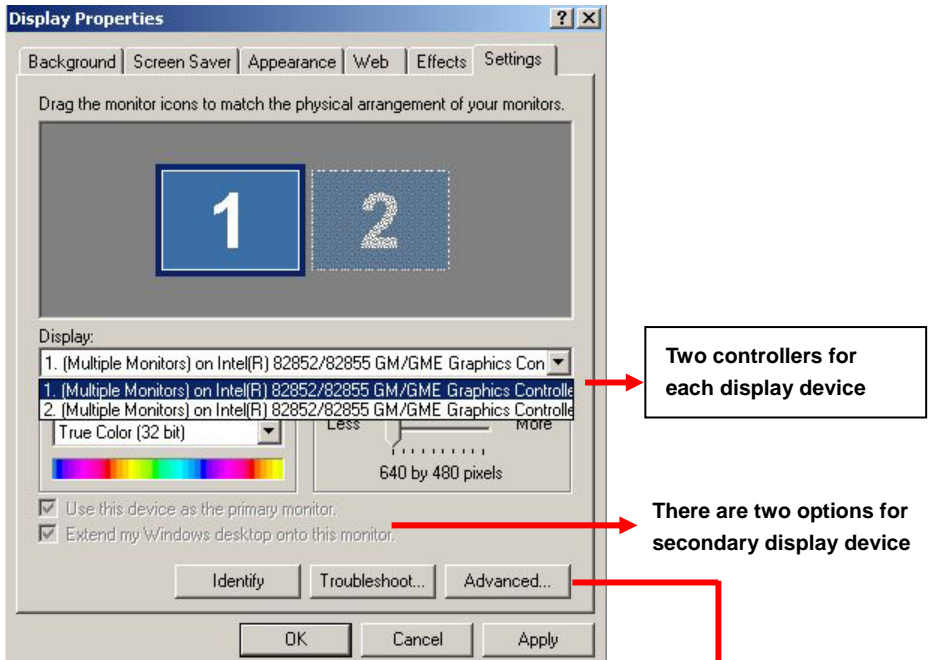 Display Properties
Background Screen Saver Appearance Web Effects Settings
Drag the monitor icons to match the physical arrangement of your monitors.
1 2
Display:
1. (Multiple Monitors) on Intel(R) 82852/82855 GM/GME Graphics Con
1. (Multiple Monitors) on Intel(R) 82852/82855 GM/GME Graphics Controlle
2. (Multiple Monitors) on Intel(R) 82852/82855 GM/GME Graphics Controlle
True Color (32 bit)
Less More
640 by 480 pixels
Use this device as the primary monitor.
Extend my Windows desktop onto this monitor.
Identify Troubleshoot... Advanced...
OK Cancel Apply
Two controllers for
each display device
There are two options for
secondary display device